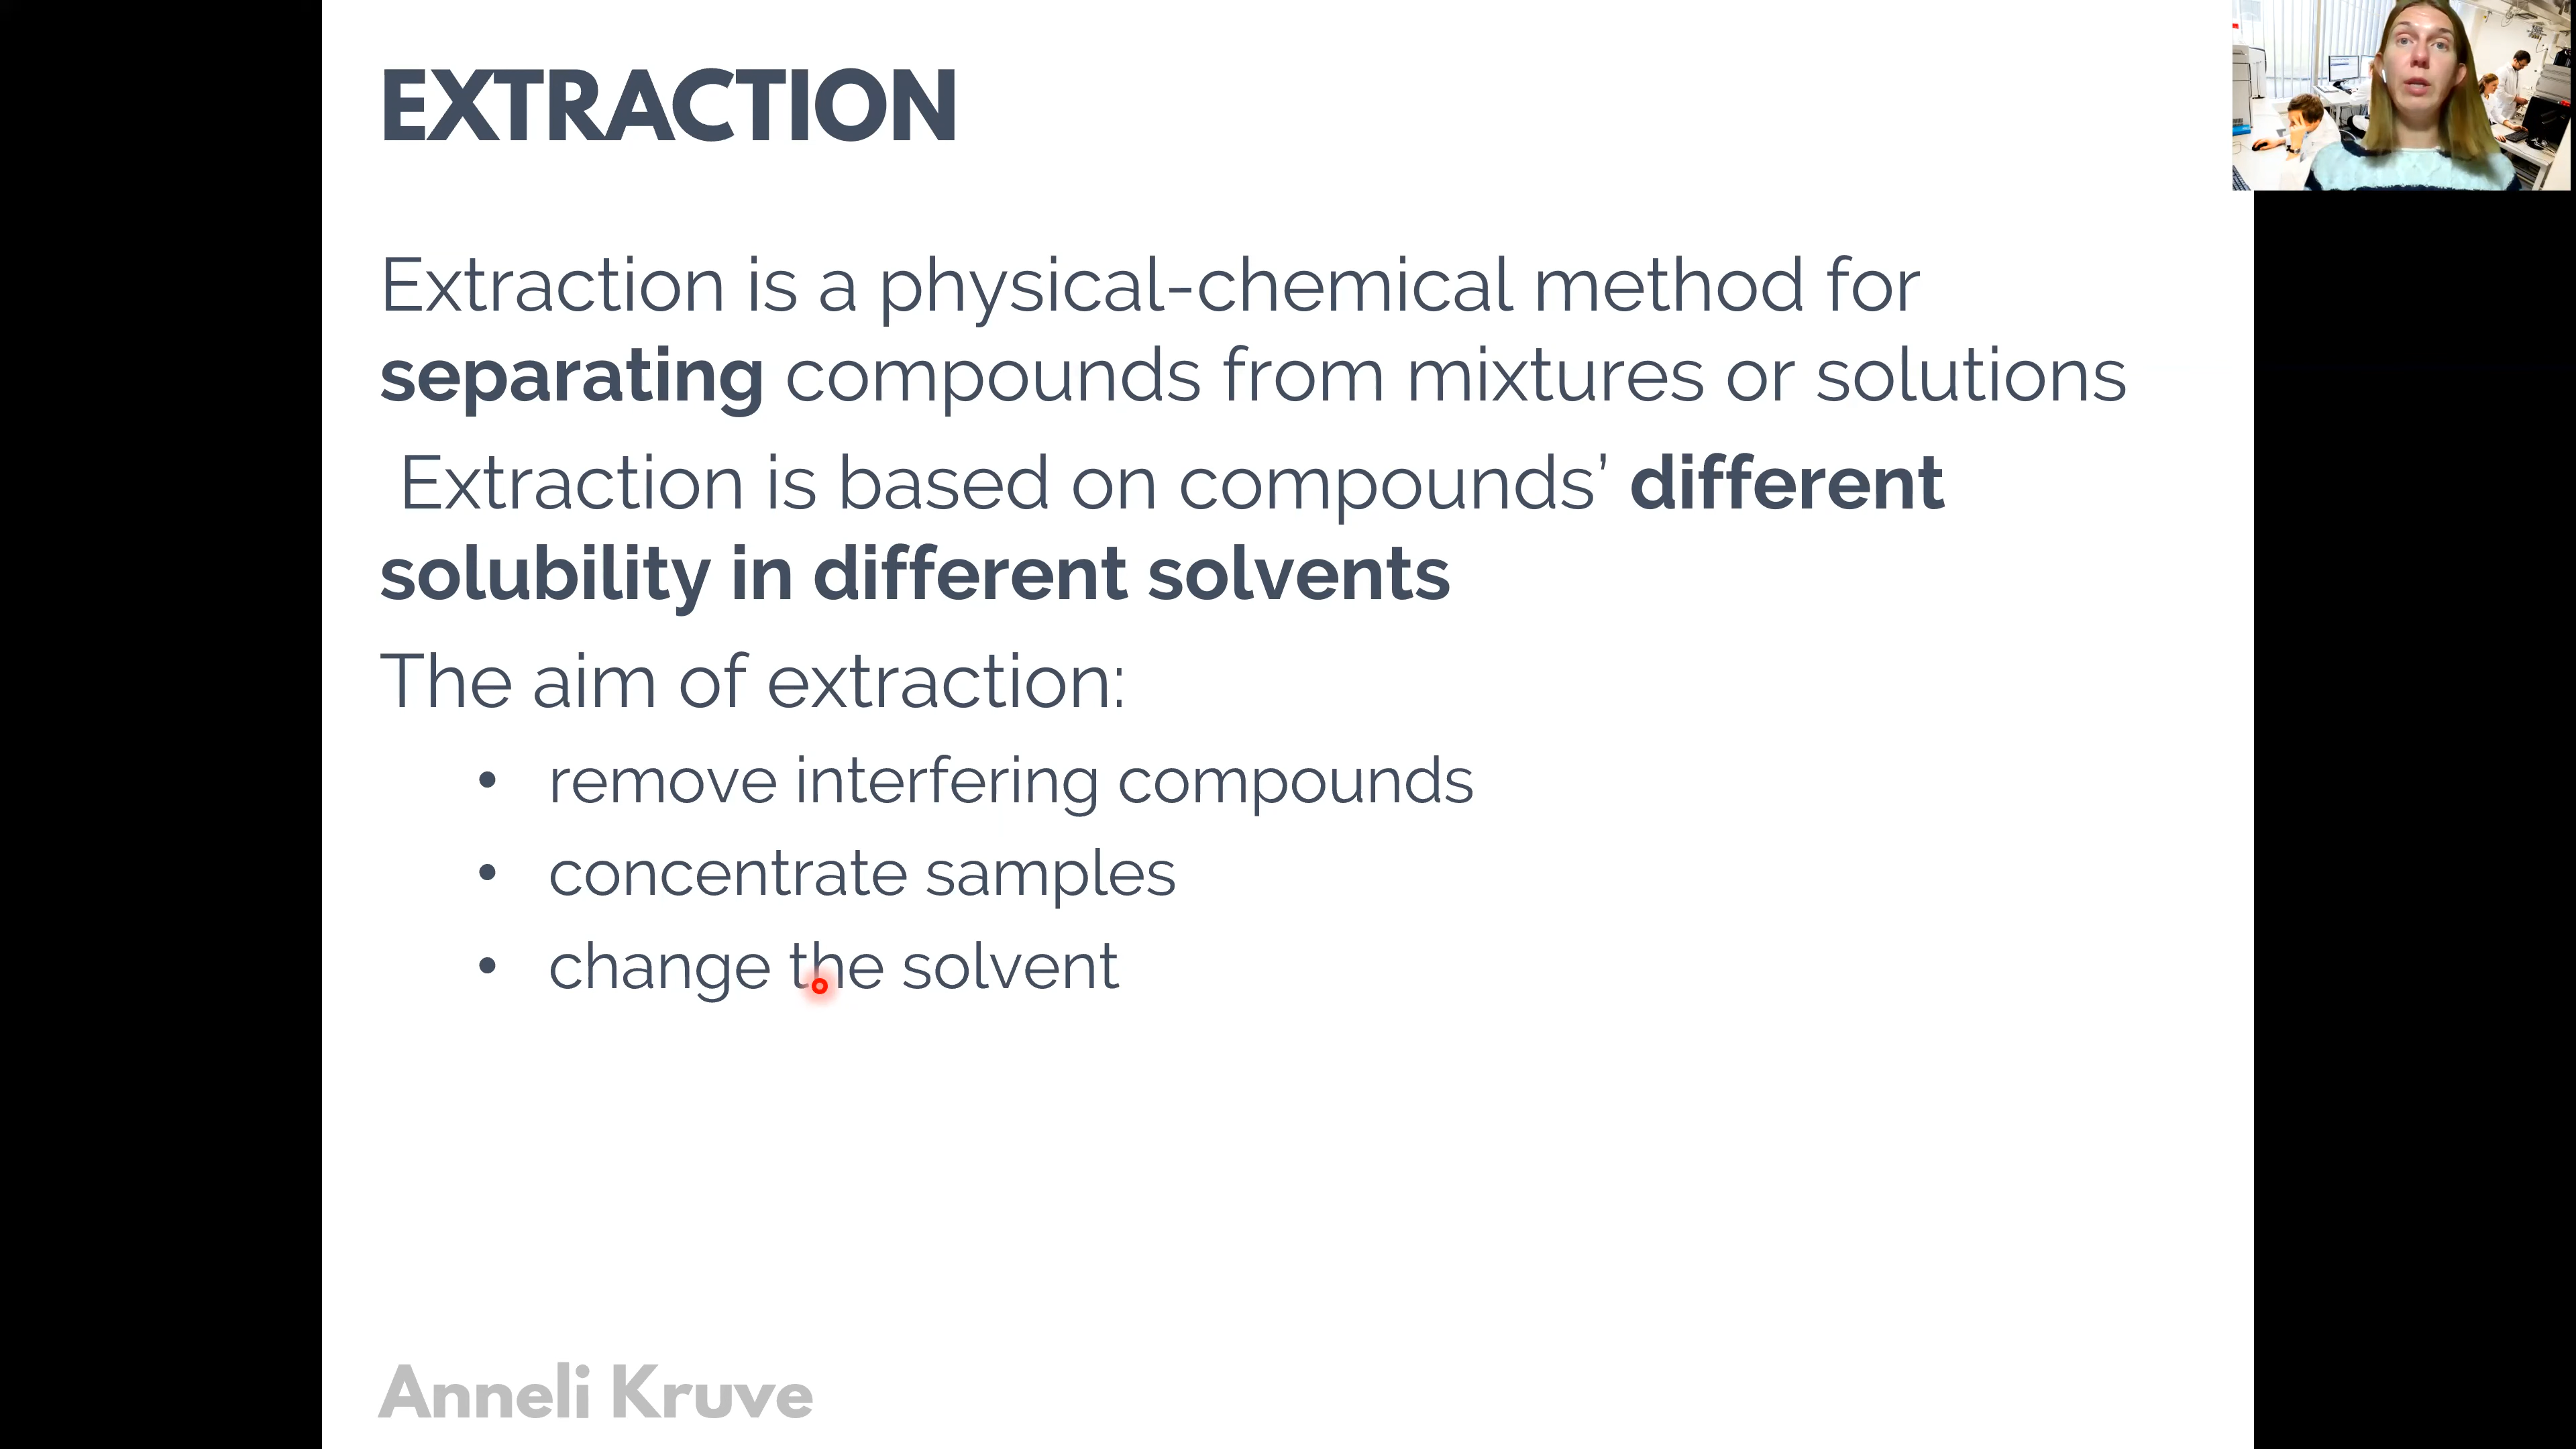 EXTRACTION
Extraction is a physical-chemical method for
separating compounds from mixtures or solutions
Extraction is based on compounds’ different
solubility in different solvents
The aim of extraction:
• remove interfering compounds
• concentrate samples
• change the solvent
Anneli Kruve